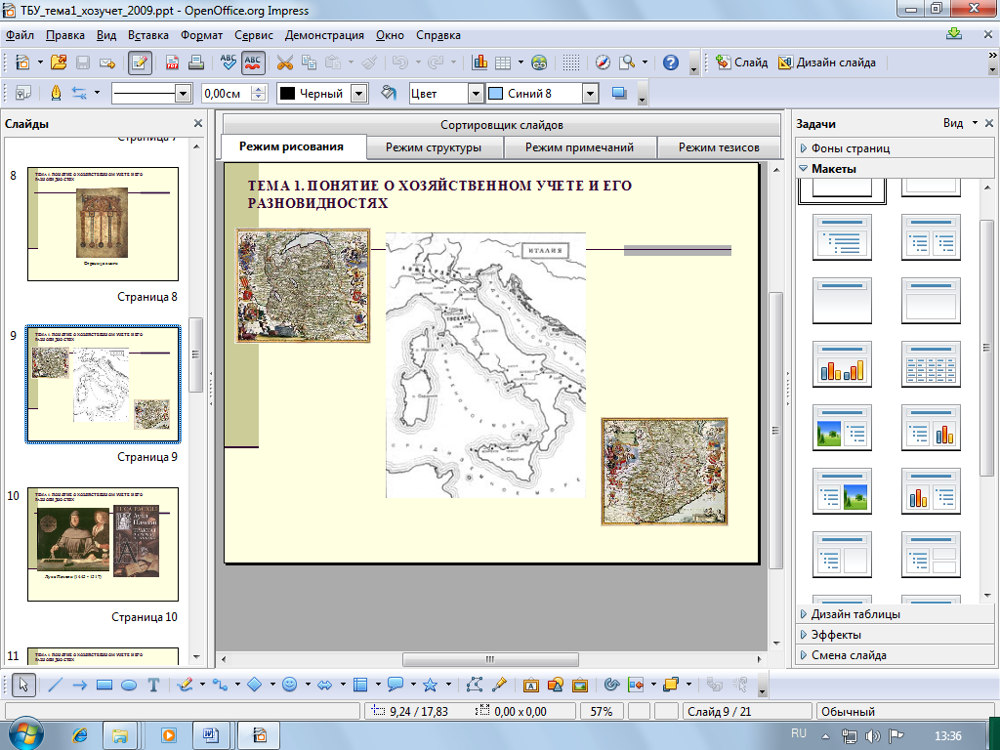 ТБУ_тема1_хозучет_2009.ppt - OpenOffice.org Impress
Файл Правка Вид Вставка Формат Сервис Демонстрация Окно Справка
Слайд Дизайн слайда
0,00см Черный Цвет Синий 8
Слайды
Сортировщик слайдов
Режим рисования Режим структуры Режим примечаний Режим тезисов
Задачи Вид
Фоны страниц
Макеты
Страница 7
8
Страница 8
9
Страница 9
10
Страница 10
11
ТЕМА 1. ПОНЯТИЕ О ХОЗЯЙСТВЕННОМ УЧЕТЕ И ЕГО
РАЗНОВИДНОСТЯХ
ИТАЛИЯ
ТОСКАНА
Дизайн таблицы
Эффекты
Смена слайда
9,24 / 17,83 0,00 x 0,00 57% Слайд 9 / 21 Обычный
RU 13:36